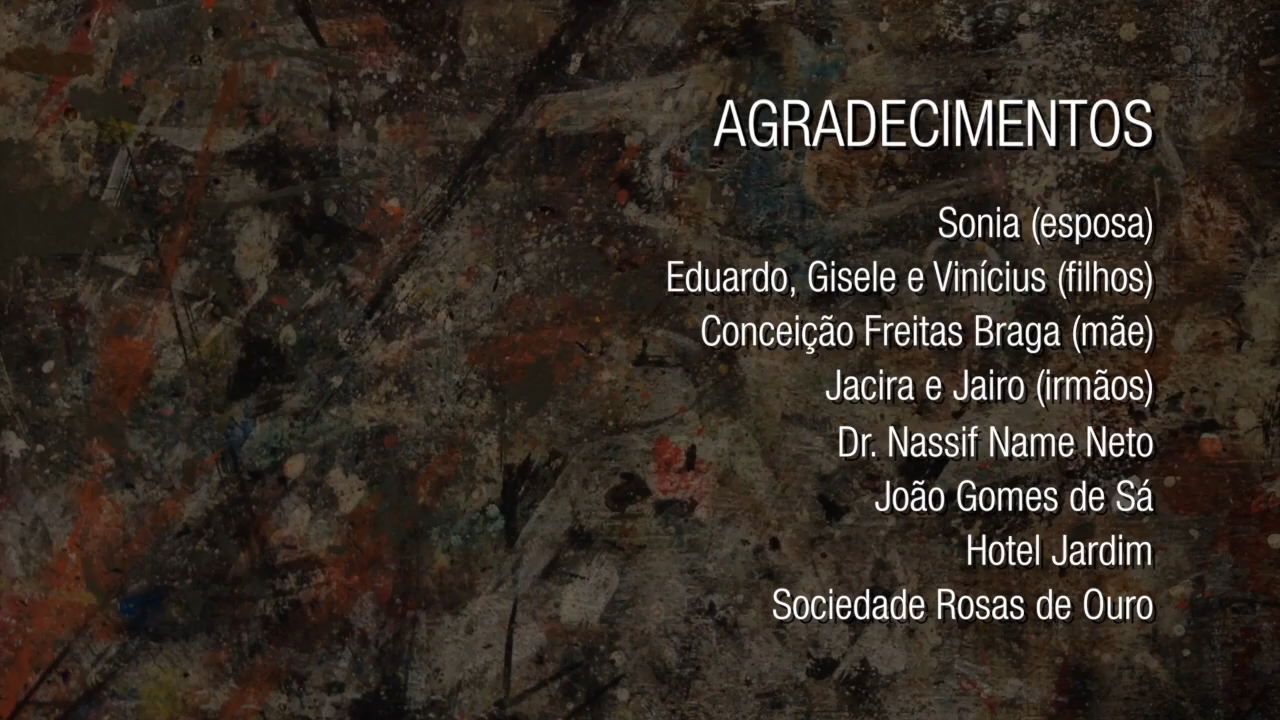 AGRADECIMENTOS
Sonia (esposa)
Eduardo, Gisele e Vinícius (filhos)
Conceição Freitas Braga (mãe)
Jacira e Jairo (irmãos)
Dr. Nassif Name Neto
João Gomes de Sá
Hotel Jardim
Sociedade Rosas de Ouro